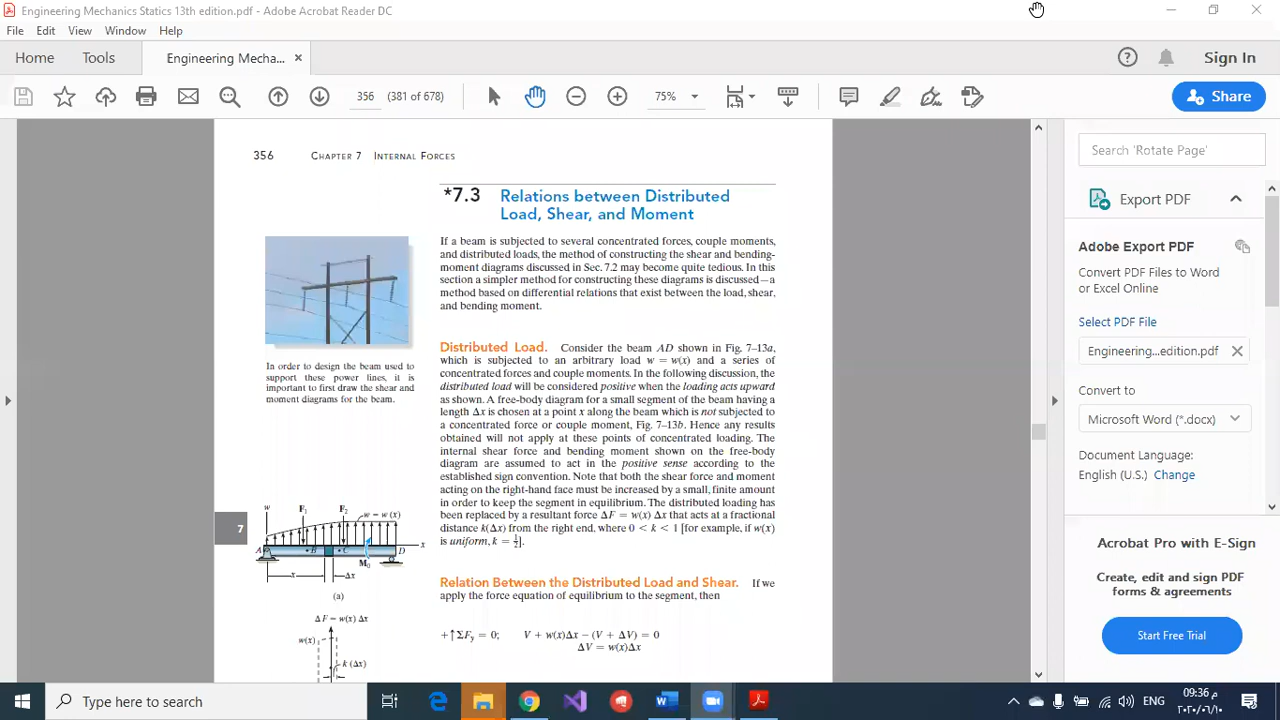 Engineering Mechanics Statics 13th edition.pdf - Adobe Acrobat Reader DC
File Edit View Window Help
Home Tools Engineering Mecha... ×
356 (381 of 678) 75% Share
? Sign In
356 CHAPTER 7 INTERNAL FORCES
*7.3 Relations between Distributed
Load, Shear, and Moment
If a beam is subjected to several concentrated forces, couple moments,
and distributed loads, the method of constructing the shear and bending-
moment diagrams discussed in Sec. 7.2 may become quite tedious. In this
section a simpler method for constructing these diagrams is discussed—a
method based on differential relations that exist between the load, shear,
and bending moment.
In order to design the beam used to
support these power lines, it is
important to first draw the shear and
moment diagrams for the beam.
Distributed Load. Consider the beam AD shown in Fig. 7–13a,
which is subjected to an arbitrary load w = w(x) and a series of
concentrated forces and couple moments. In the following discussion, the
distributed load will be considered positive when the loading acts upward
as shown. A free-body diagram for a small segment of the beam having a
length Δx is chosen at a point x along the beam which is not subjected to
a concentrated force or couple moment, Fig. 7–13b. Hence any results
obtained will not apply at these points of concentrated loading. The
internal shear force and bending moment shown on the free-body
diagram are assumed to act in the positive sense according to the
established sign convention. Note that both the shear force and moment
acting on the right-hand face must be increased by a small, finite amount
in order to keep the segment in equilibrium. The distributed loading has
been replaced by a resultant force ΔF = w(x) Δx that acts at a fractional
distance k(Δx) from the right end, where 0 < k < 1 [for example, if w(x)
is uniform, k = ½].
7
w F₁ F₂ w = w (x)
A B C D x
M₀
x Δx
(a)
ΔF = w(x) Δx
w(x)
k (Δx)
Relation Between the Distributed Load and Shear. If we
apply the force equation of equilibrium to the segment, then
+↑ΣFy = 0; V + w(x)Δx − (V + ΔV) = 0
ΔV = w(x)Δx
Search 'Rotate Page'
Export PDF
Adobe Export PDF
Convert PDF Files to Word
or Excel Online
Select PDF File
Engineering...edition.pdf ×
Convert to
Microsoft Word (*.docx)
Document Language:
English (U.S.) Change
Acrobat Pro with E-Sign
Create, edit and sign PDF
forms & agreements
Start Free Trial
Type here to search
ENG
09:36 م
٢٠٢٠/٠٦/١٠